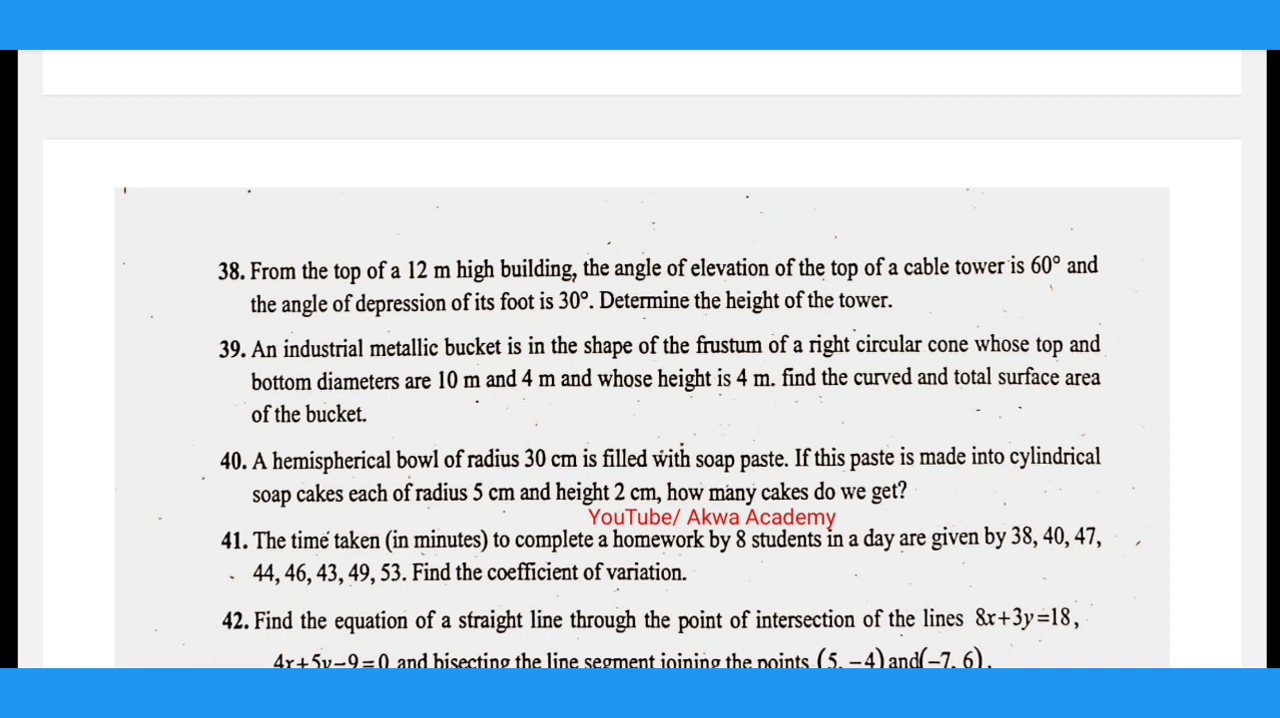 38. From the top of a 12 m high building, the angle of elevation of the top of a cable tower is 60° and
the angle of depression of its foot is 30°. Determine the height of the tower.
39. An industrial metallic bucket is in the shape of the frustum of a right circular cone whose top and
bottom diameters are 10 m and 4 m and whose height is 4 m. find the curved and total surface area
of the bucket.
40. A hemispherical bowl of radius 30 cm is filled with soap paste. If this paste is made into cylindrical
soap cakes each of radius 5 cm and height 2 cm, how many cakes do we get?
YouTube/ Akwa Academy
41. The time taken (in minutes) to complete a homework by 8 students in a day are given by 38, 40, 47,
44, 46, 43, 49, 53. Find the coefficient of variation.
42. Find the equation of a straight line through the point of intersection of the lines 8x+3y=18,
4x+5y−9=0 and bisecting the line segment joining the points (5, −4) and(−7, 6).